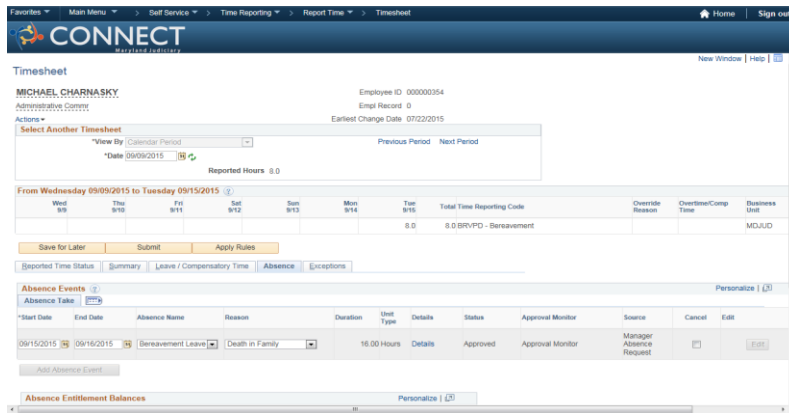 Favorites Main Menu > Self Service > Time Reporting > Report Time > Timesheet Home Sign out
CONNECT
Maryland Judiciary
New Window | Help |
Timesheet
MICHAEL CHARNASKY Employee ID 000000354
Administrative Commr Empl Record 0
Actions Earliest Change Date 07/22/2015
Select Another Timesheet
*View By Calendar Period Previous Period Next Period
*Date 09/09/2015
Reported Hours 8.0
From Wednesday 09/09/2015 to Tuesday 09/15/2015
Wed Thu Fri Sat Sun Mon Tue Total Time Reporting Code Override Overtime/Comp Business
9/9 9/10 9/11 9/12 9/13 9/14 9/15 Reason Time Unit
8.0 8.0 BRVPD - Bereavement MDJUD
Save for Later Submit Apply Rules
Reported Time Status Summary Leave / Compensatory Time Absence Exceptions
Absence Events Personalize |
Absence Take
*Start Date End Date Absence Name Reason Duration Unit Type Details Status Approval Monitor Source Cancel Edit
09/15/2015 09/16/2015 Bereavement Leave Death in Family 16.00 Hours Details Approved Approval Monitor Manager Absence Request Edit
Add Absence Event
Absence Entitlement Balances Personalize |